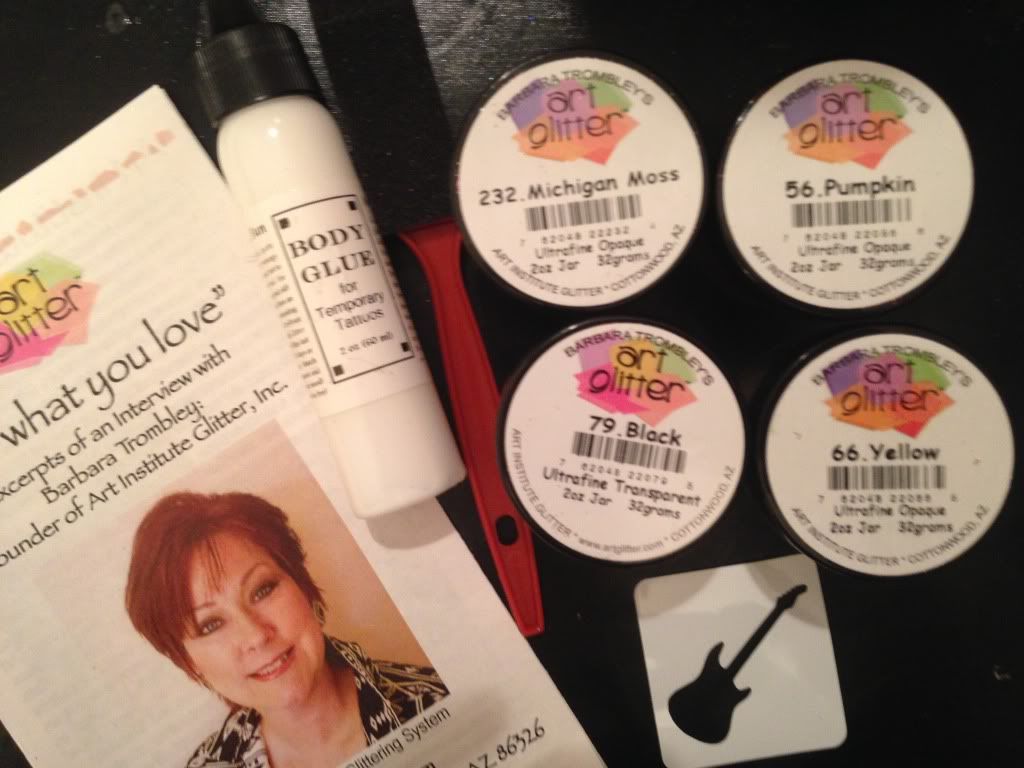 art
glitter
what you love"
Excerpts of an Interview with
Barbara Trombley:
Founder of Art Institute Glitter, Inc.
Glittering System
AZ 86326
BODY
GLUE
for
Temporary
Tattoos
2 oz (60 ml)
BARBARA TROMBLEY'S
art
glitter
232.Michigan Moss
Ultrafine Opaque
2oz Jar 32grams
ART INSTITUTE GLITTER * COTTONWOOD, AZ
BARBARA TROMBLEY'S
art
glitter
56.Pumpkin
Ultrafine Opaque
2oz Jar 32grams
ART INSTITUTE GLITTER * COTTONWOOD, AZ
BARBARA TROMBLEY'S
art
glitter
79.Black
Ultrafine Transparent
2oz Jar 32grams
ART INSTITUTE GLITTER * www.artglitter.com * COTTONWOOD, AZ
BARBARA TROMBLEY'S
art
glitter
66.Yellow
Ultrafine Opaque
2oz Jar 32grams
ART INSTITUTE GLITTER * COTTONWOOD, AZ